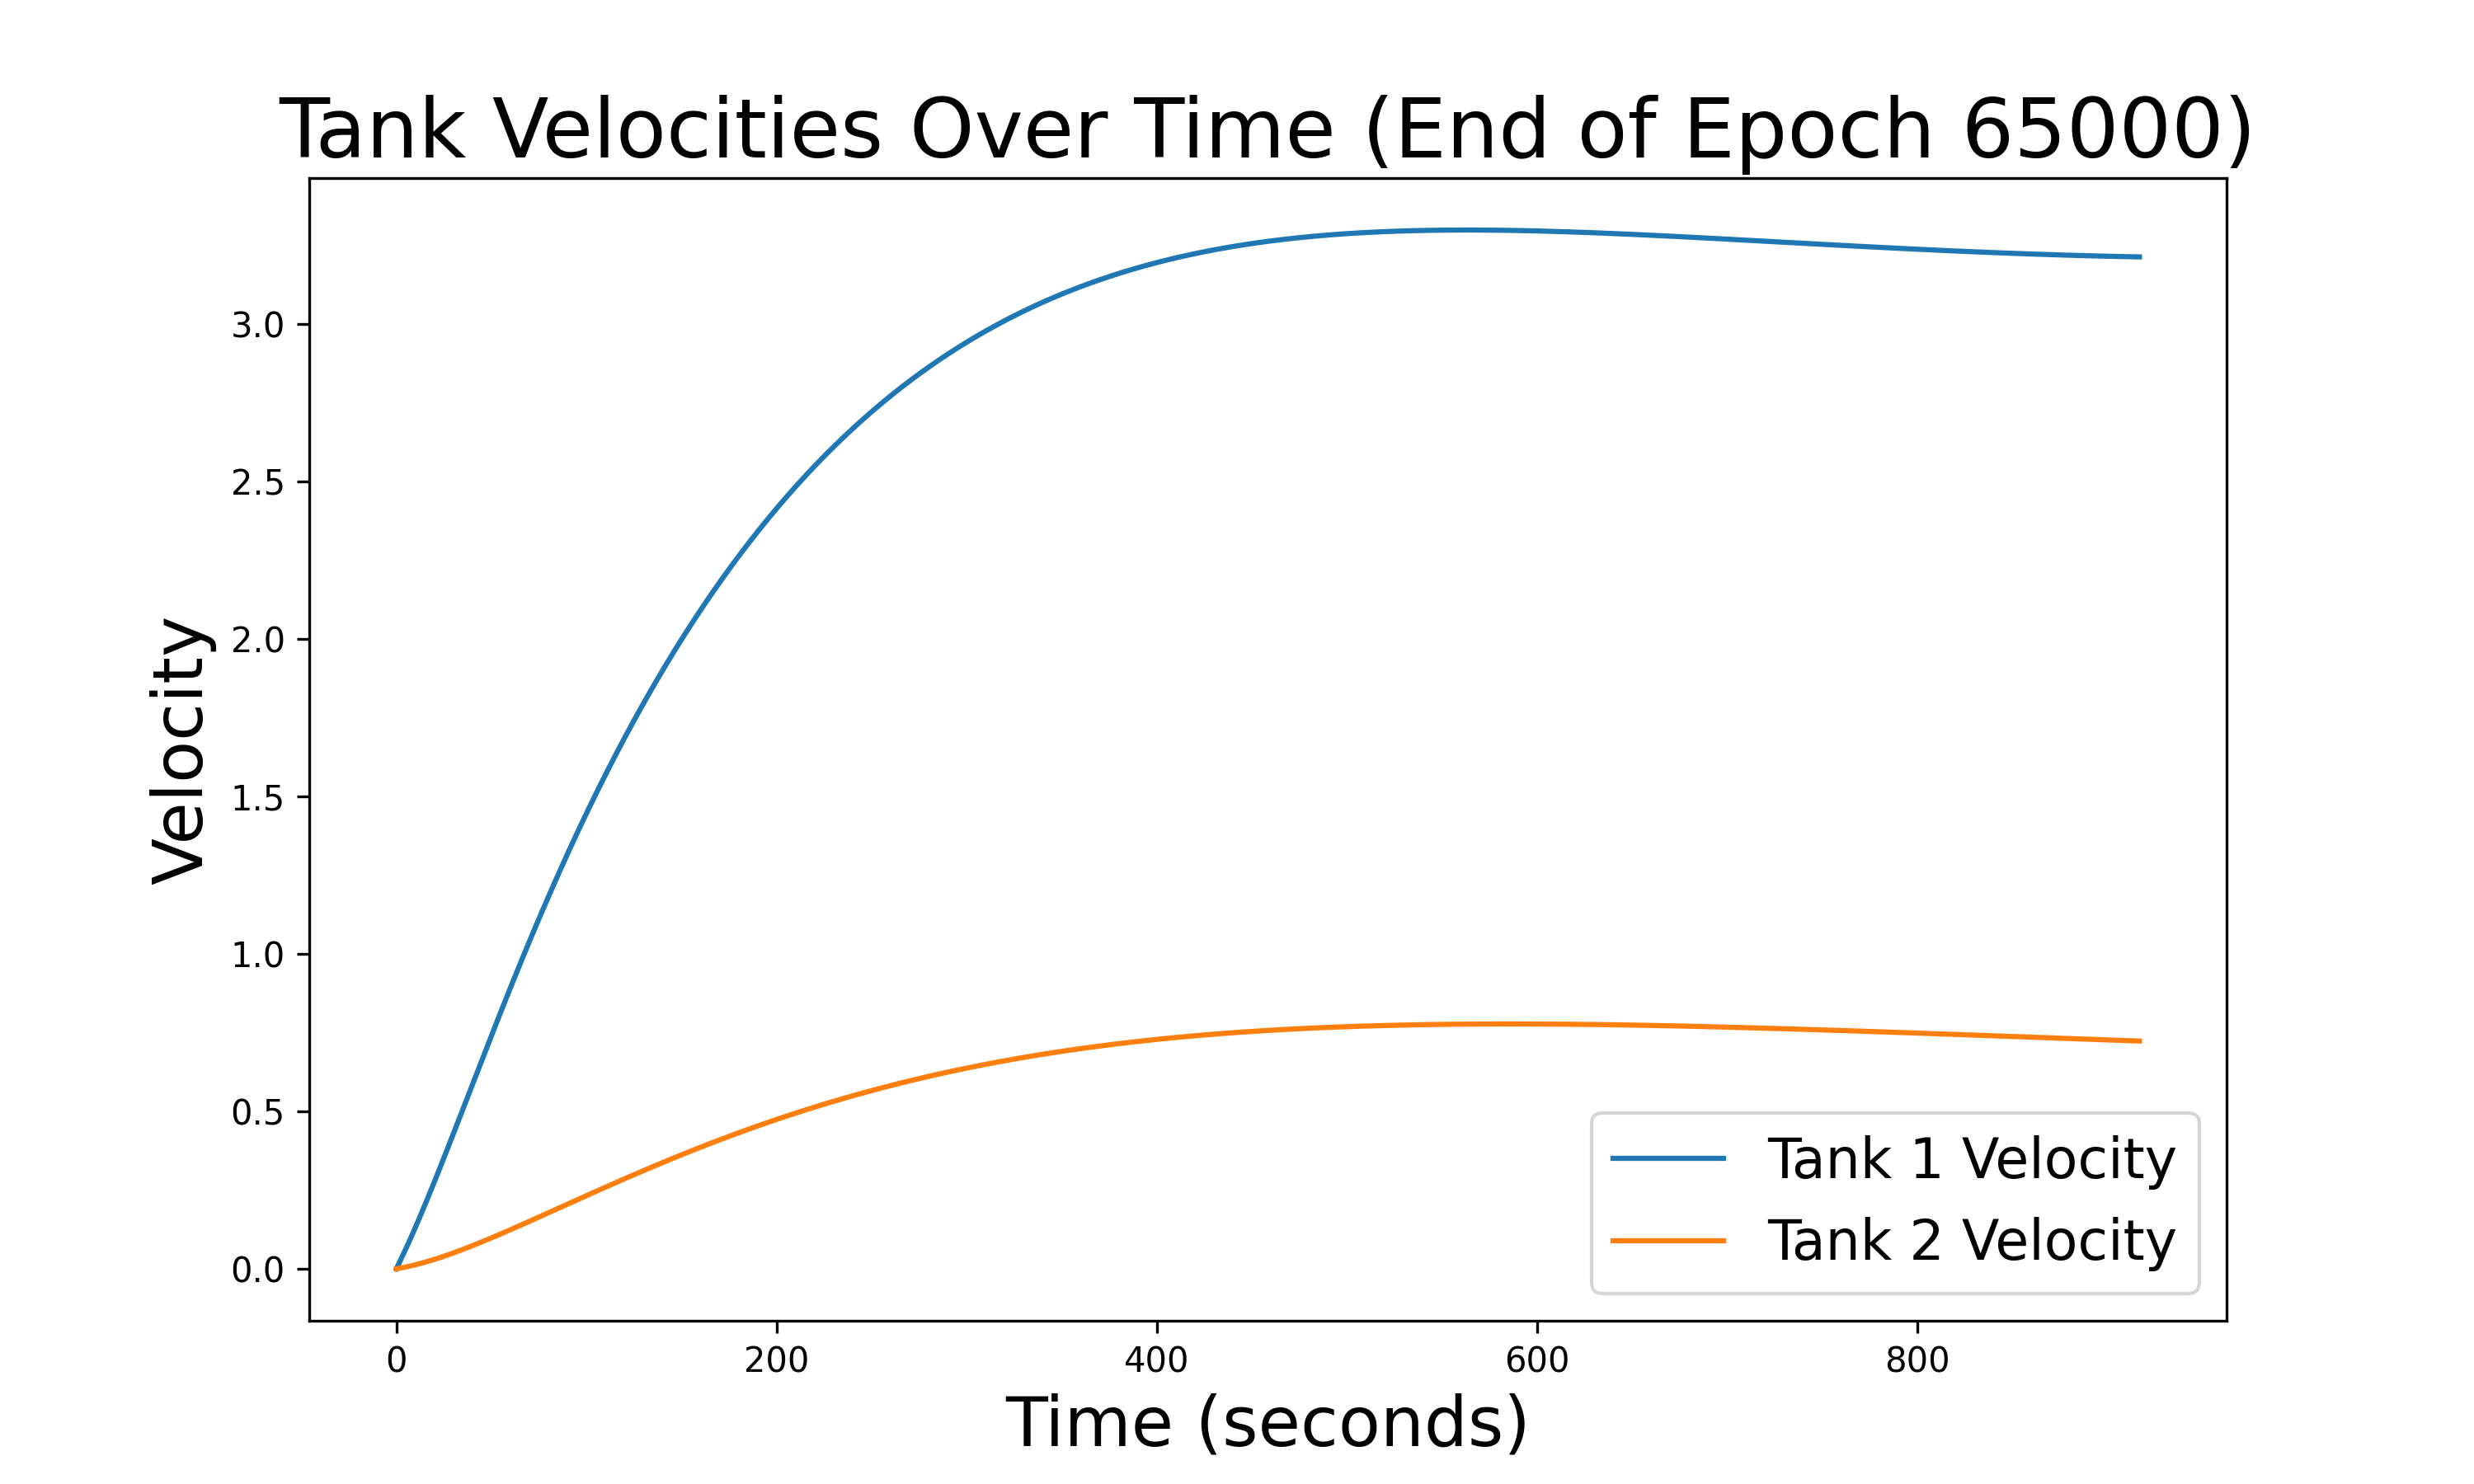 Tank Velocities Over Time (End of Epoch 65000)
Velocity
3.0
2.5
2.0
1.5
1.0
0.5
0.0
Tank 1 Velocity
Tank 2 Velocity
0 200 400 600 800
Time (seconds)